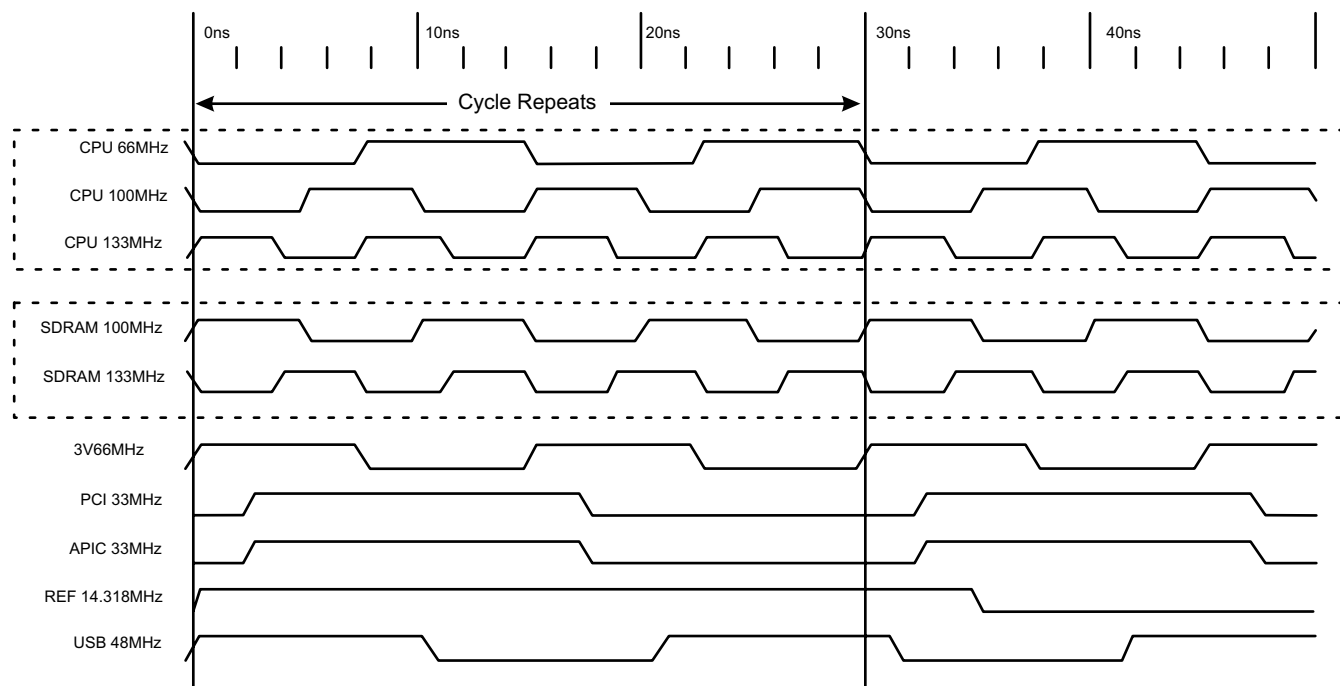 0ns 10ns 20ns 30ns 40ns
Cycle Repeats
CPU 66MHz
CPU 100MHz
CPU 133MHz
SDRAM 100MHz
SDRAM 133MHz
3V66MHz
PCI 33MHz
APIC 33MHz
REF 14.318MHz
USB 48MHz